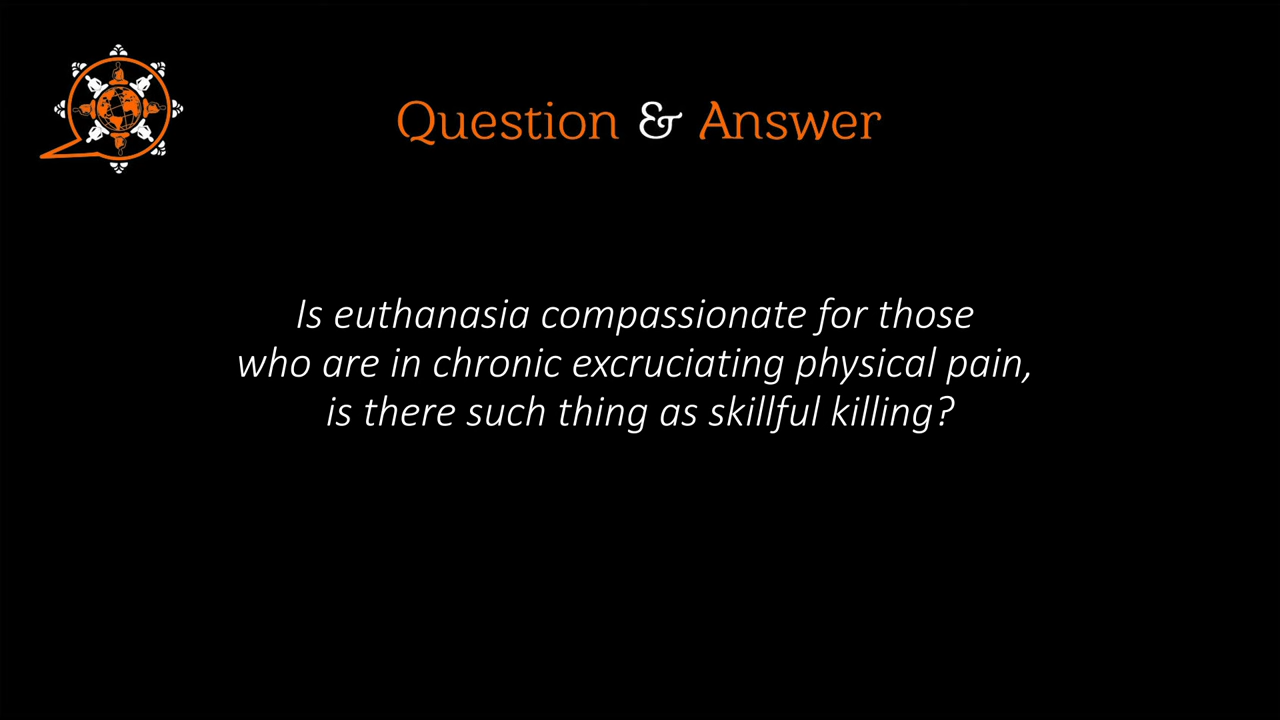 Question & Answer
Is euthanasia compassionate for those
who are in chronic excruciating physical pain,
is there such thing as skillful killing?